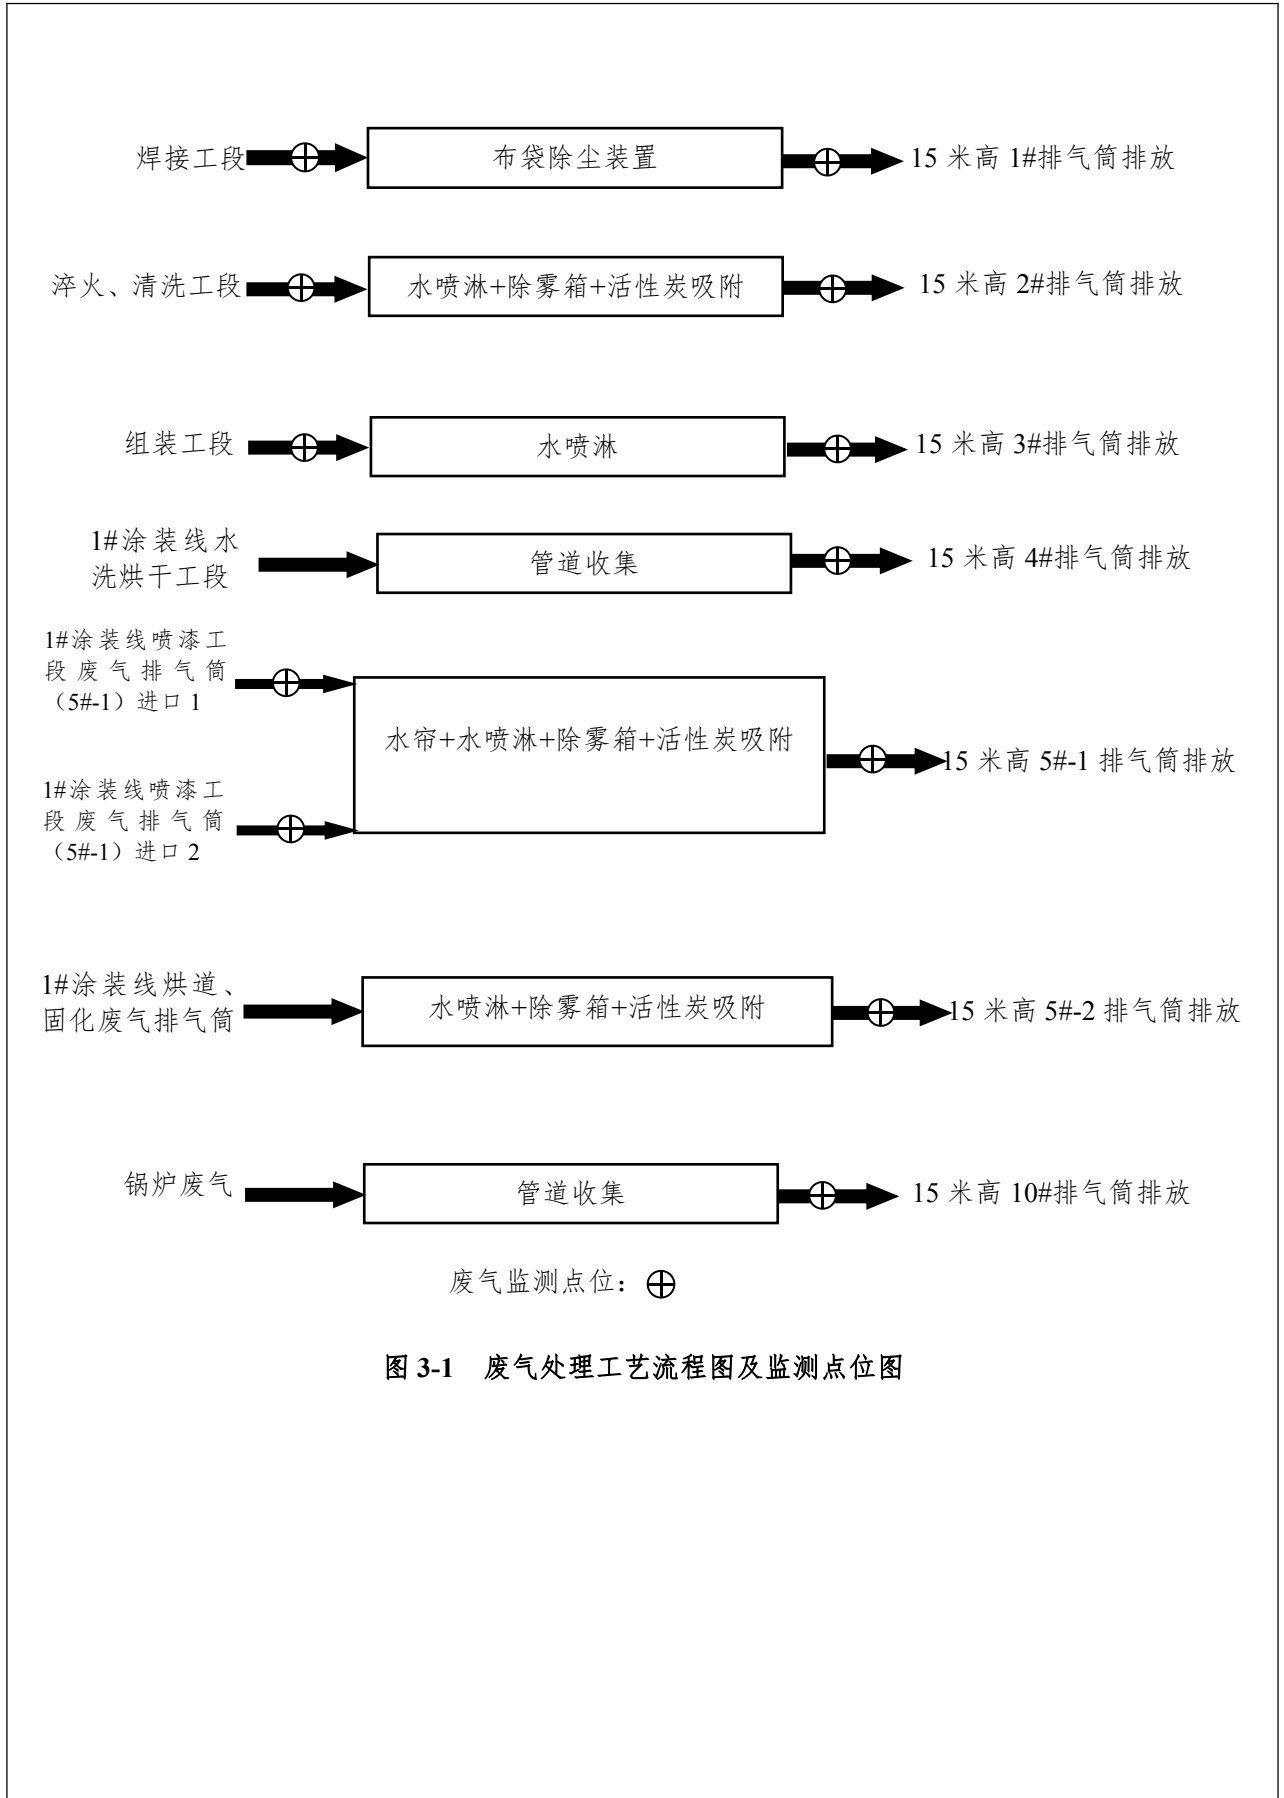 焊接工段
布袋除尘装置
15 米高 1#排气筒排放
淬火、清洗工段
水喷淋+除雾箱+活性炭吸附
15 米高 2#排气筒排放
组装工段
水喷淋
15 米高 3#排气筒排放
1#涂装线水
洗烘干工段
管道收集
15 米高 4#排气筒排放
1#涂装线喷漆工
段废气排气筒
（5#-1）进口 1
水帘+水喷淋+除雾箱+活性炭吸附
15 米高 5#-1 排气筒排放
1#涂装线喷漆工
段废气排气筒
（5#-1）进口 2
1#涂装线烘道、
固化废气排气筒
水喷淋+除雾箱+活性炭吸附
15 米高 5#-2 排气筒排放
锅炉废气
管道收集
15 米高 10#排气筒排放
废气监测点位：
图 3-1 废气处理工艺流程图及监测点位图